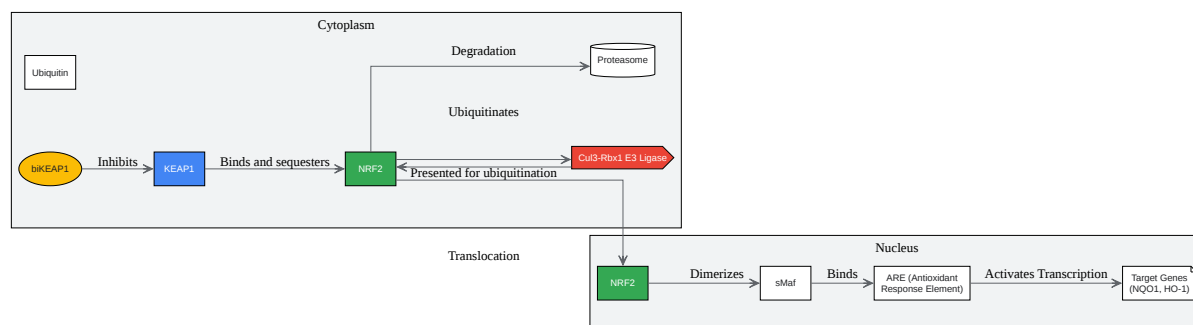 Cytoplasm
Degradation
Proteasome
Ubiquitin
Ubiquitinates
biKEAP1
Inhibits
KEAP1
Binds and sequesters
NRF2
Cul3-Rbx1 E3 Ligase
Presented for ubiquitination
Translocation
Nucleus
NRF2
Dimerizes
sMaf
Binds
ARE (Antioxidant
Response Element)
Activates Transcription
Target Genes
(NQO1, HO-1)